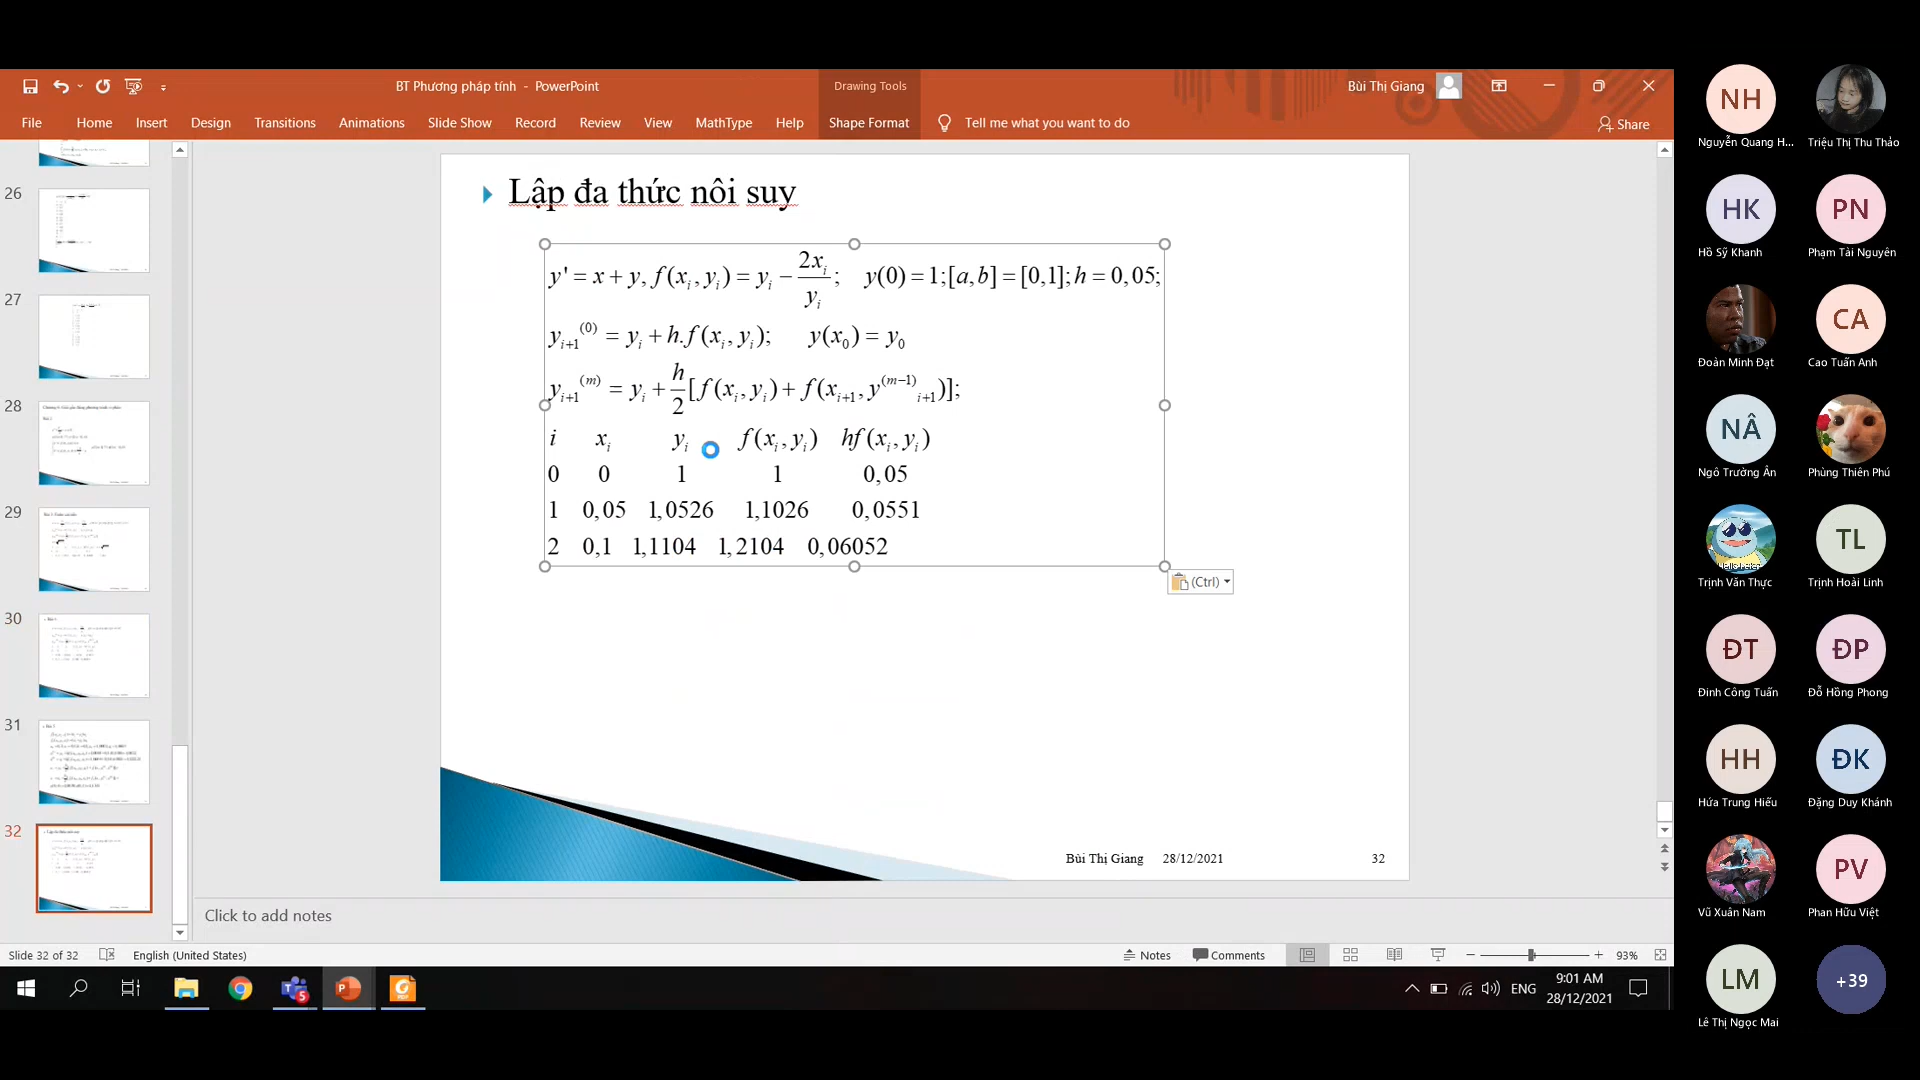 BT Phương pháp tính - PowerPoint
Drawing Tools
Bùi Thị Giang
File Home Insert Design Transitions Animations Slide Show Record Review View MathType Help Shape Format Tell me what you want to do
Share
26
27
28
29
30
31
32
Lập đa thức nôi suy
y' = x + y, f(x_i, y_i) = y_i − 2x_i/y_i; y(0) = 1; [a,b] = [0,1]; h = 0,05;
y_{i+1}^{(0)} = y_i + h.f(x_i, y_i); y(x_0) = y_0
y_{i+1}^{(m)} = y_i + h/2[f(x_i, y_i) + f(x_{i+1}, y^{(m−1)}_{i+1})];
i x_i y_i f(x_i, y_i) hf(x_i, y_i)
0 0 1 1 0,05
1 0,05 1,0526 1,1026 0,0551
2 0,1 1,1104 1,2104 0,06052
(Ctrl)
Bùi Thị Giang 28/12/2021 32
Click to add notes
Slide 32 of 32 English (United States) Notes Comments 93%
ENG
9:01 AM
28/12/2021
NH
Nguyễn Quang H...
Triệu Thị Thu Thảo
HK
Hồ Sỹ Khanh
PN
Phạm Tài Nguyên
Đoàn Minh Đạt
CA
Cao Tuấn Anh
NÂ
Ngô Trường Ân
Phùng Thiên Phú
Trịnh Văn Thực
TL
Trịnh Hoài Linh
ĐT
Đinh Công Tuấn
ĐP
Đỗ Hồng Phong
HH
Hứa Trung Hiếu
ĐK
Đặng Duy Khánh
Vũ Xuân Nam
PV
Phan Hữu Việt
LM
Lê Thị Ngọc Mai
+39